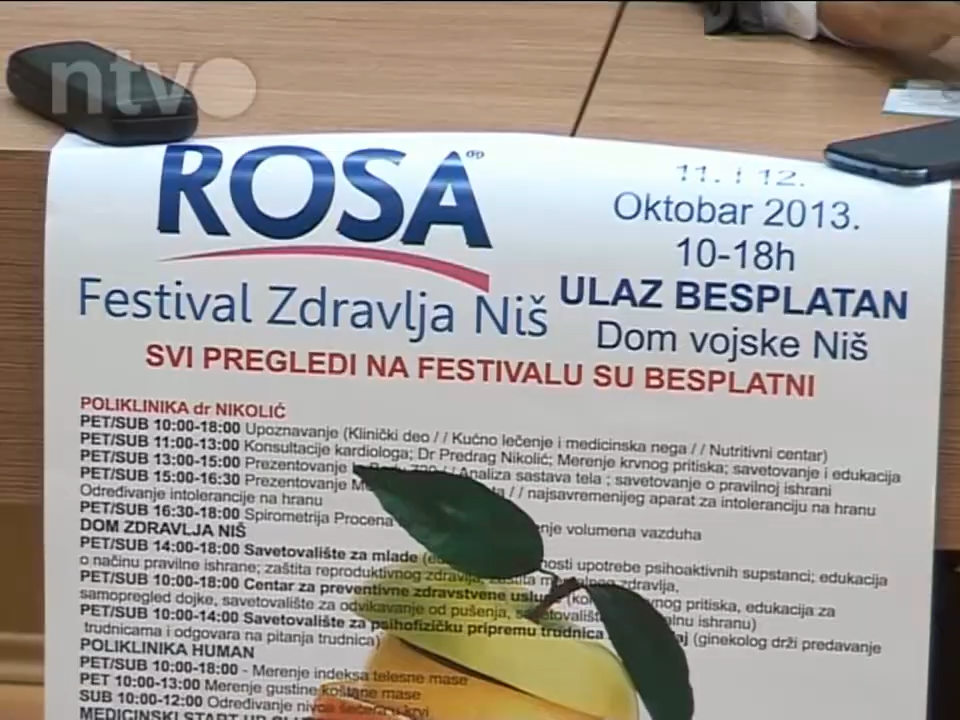 ntv
ROSA
11. i 12.
Oktobar 2013.
10-18h
ULAZ BESPLATAN
Dom vojske Niš
Festival Zdravlja Niš
SVI PREGLEDI NA FESTIVALU SU BESPLATNI
POLIKLINIKA dr NIKOLIĆ
PET/SUB 10:00-18:00 Upoznavanje (Klinički deo // Kućno lečenje i medicinska nega // Nutritivni centar)
PET/SUB 11:00-13:00 Konsultacije kardiologa; Dr Predrag Nikolić; Merenje krvnog pritiska; savetovanje i edukacija
PET/SUB 13:00-15:00 Prezentovanje Analiza sastava tela ; savetovanje o pravilnoj ishrani
PET/SUB 15:00-16:30 Prezentovanje // najsavremenijeg aparat za intoleranciju na hranu
Određivanje intolerancije na hranu
PET/SUB 16:30-18:00 Spirometrija Procena volumena vazduha
DOM ZDRAVLJA NIŠ
PET/SUB 14:00-18:00 Savetovalište za mlade upotrebe psihoaktivnih supstanci; edukacija
o načinu pravilne ishrane; zaštita reproduktivnog zdravlja, zaštita zdravlja,
PET/SUB 10:00-18:00 Centar za preventivne zdravstvene pritiska, edukacija za
samopregled dojke, savetovalište za odvikavanje od pušenja, ishranu)
PET/SUB 10:00-14:00 Savetovalište za psihofizičku pripremu trudnica (ginekolog drži predavanje
trudnicama i odgovara na pitanja trudnica)
POLIKLINIKA HUMAN
PET/SUB 10:00-18:00 - Merenje indeksa telesne mase
PET 10:00-13:00 Merenje gustine koštane mase
SUB 10:00-12:00 Određivanje nivoa šećera u krvi
MEDICINSKI START UP